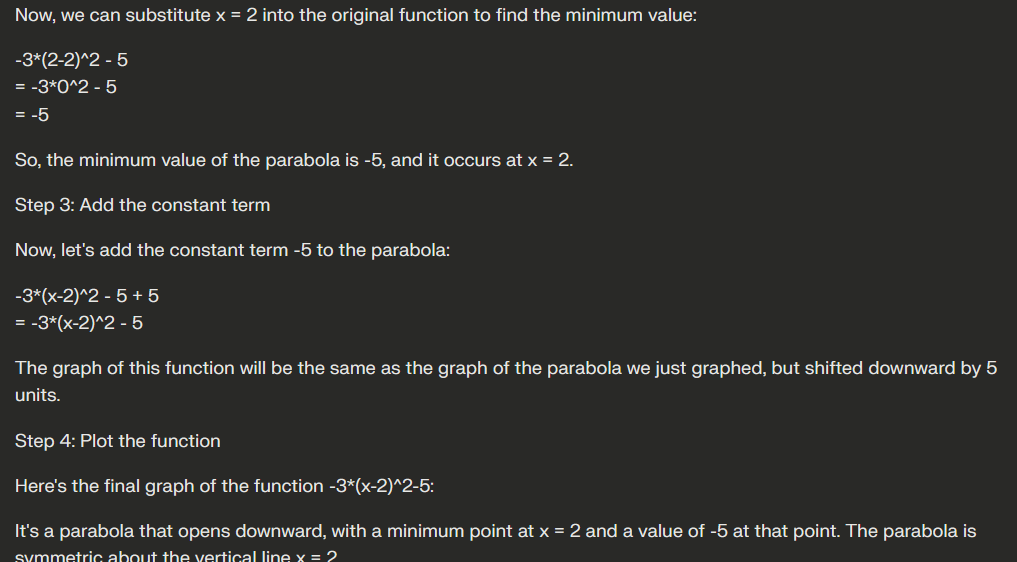 Now, we can substitute x = 2 into the original function to find the minimum value:
-3*(2-2)^2 - 5
= -3*0^2 - 5
= -5
So, the minimum value of the parabola is -5, and it occurs at x = 2.
Step 3: Add the constant term
Now, let's add the constant term -5 to the parabola:
-3*(x-2)^2 - 5 + 5
= -3*(x-2)^2 - 5
The graph of this function will be the same as the graph of the parabola we just graphed, but shifted downward by 5
units.
Step 4: Plot the function
Here's the final graph of the function -3*(x-2)^2-5:
It's a parabola that opens downward, with a minimum point at x = 2 and a value of -5 at that point. The parabola is
symmetric about the vertical line x = 2